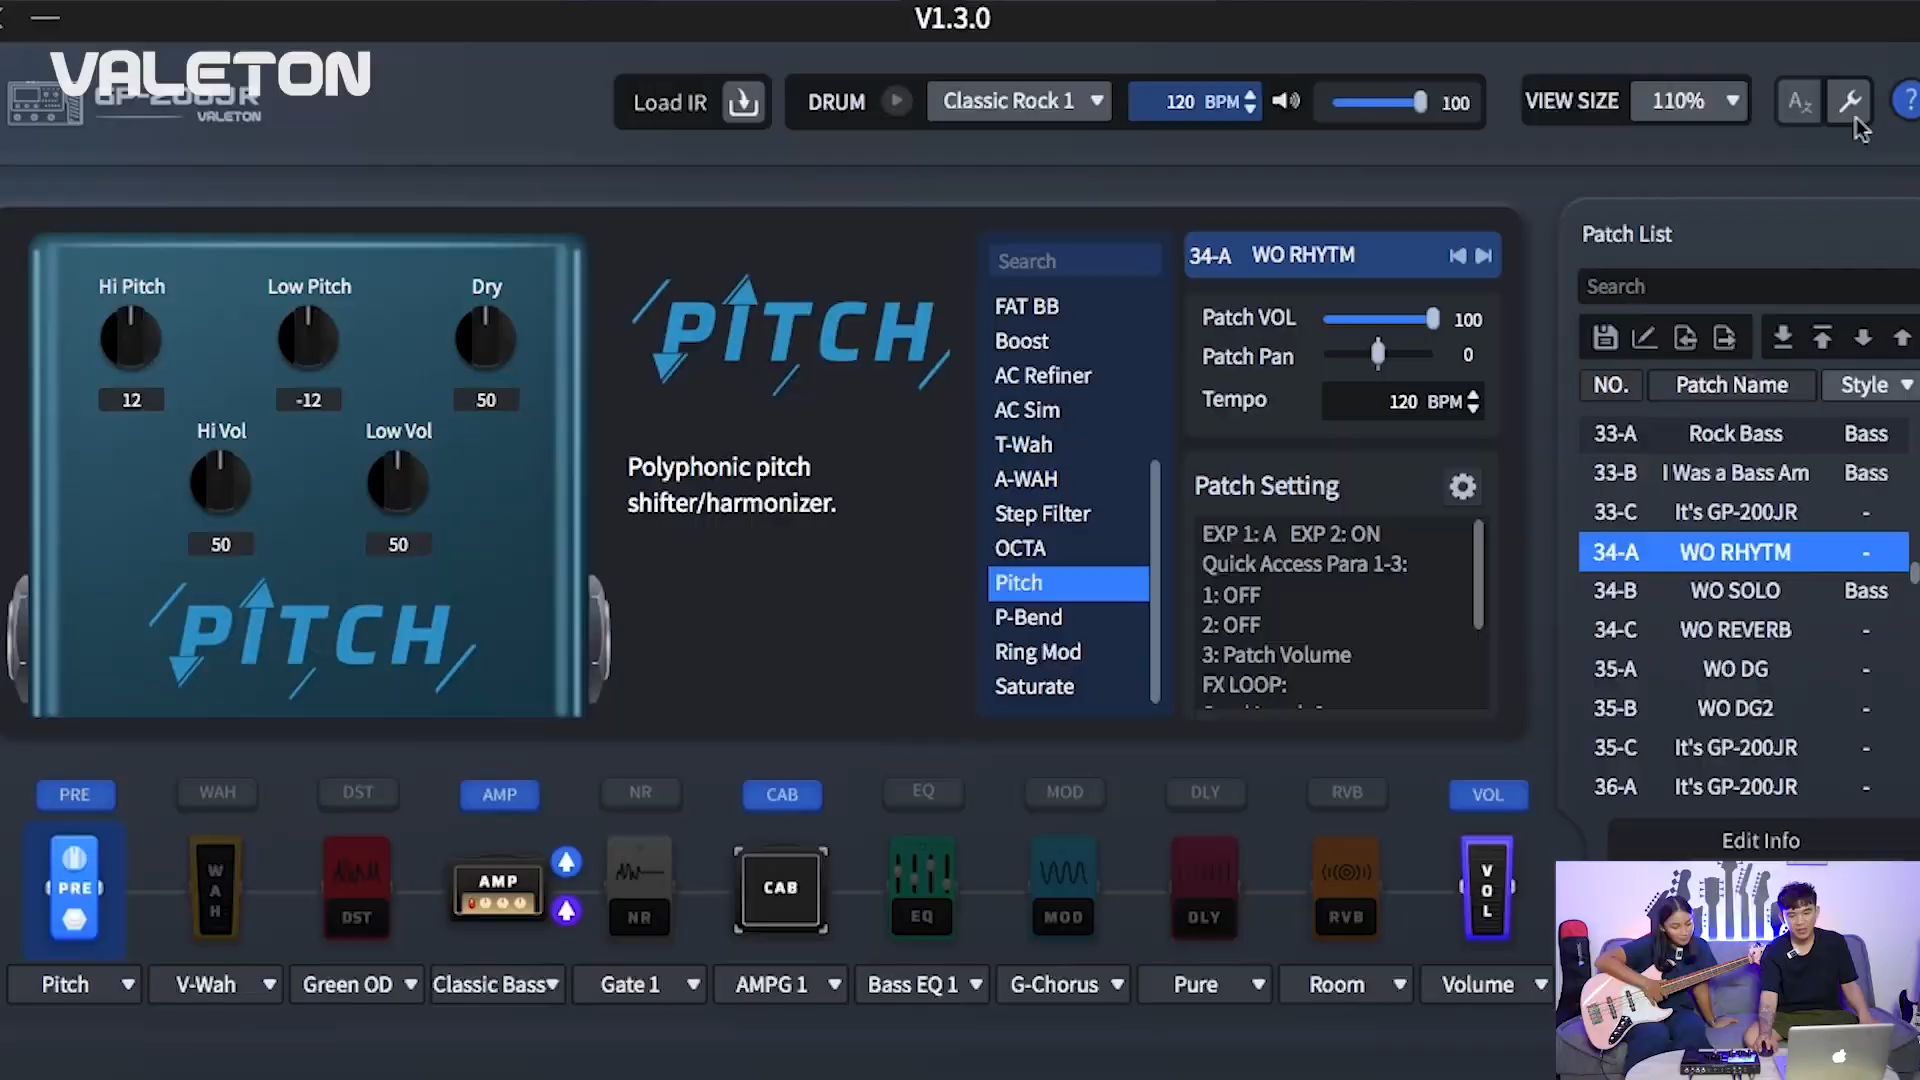 V1.3.0
VALETON
GP-200JR
VALETON
Load IR
DRUM
Classic Rock 1
120 BPM
100
VIEW SIZE
110%
?
Hi Pitch
Low Pitch
Dry
12
-12
50
Hi Vol
Low Vol
50
50
PITCH
PITCH
Polyphonic pitch
shifter/harmonizer.
Search
FAT BB
Boost
AC Refiner
AC Sim
T-Wah
A-WAH
Step Filter
OCTA
Pitch
P-Bend
Ring Mod
Saturate
34-A WO RHYTM
Patch VOL 100
Patch Pan 0
Tempo 120 BPM
Patch Setting
EXP 1: A EXP 2: ON
Quick Access Para 1-3:
1: OFF
2: OFF
3: Patch Volume
FX LOOP:
Patch List
Search
NO. Patch Name Style
33-A Rock Bass Bass
33-B I Was a Bass Am Bass
33-C It's GP-200JR -
34-A WO RHYTM -
34-B WO SOLO Bass
34-C WO REVERB -
35-A WO DG -
35-B WO DG2 -
35-C It's GP-200JR -
36-A It's GP-200JR -
Edit Info
PRE WAH DST AMP NR CAB EQ MOD DLY RVB VOL
PRE WAH DST AMP NR CAB EQ MOD DLY RVB VOL
Pitch V-Wah Green OD Classic Bass Gate 1 AMPG 1 Bass EQ 1 G-Chorus Pure Room Volume